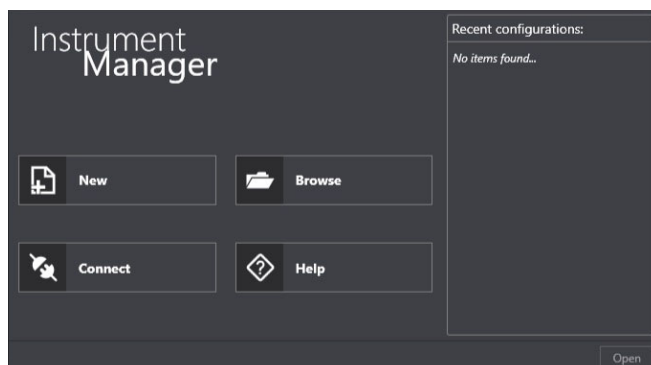 Instrument
Manager
New
Browse
Connect
Help
Recent configurations:
No items found...
Open